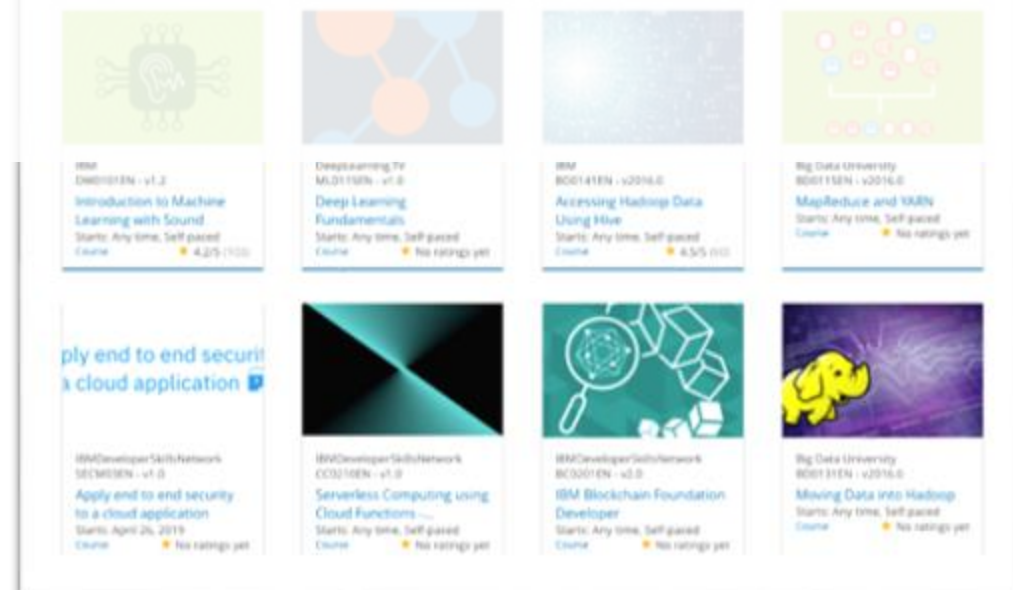 IBM
DW0101EN - v1.2
Introduction to Machine
Learning with Sound
Starts: Any time, Self-paced
Course
4.2/5
DeepLearning.TV
ML0115EN - v1.0
Deep Learning
Fundamentals
Starts: Any time, Self-paced
Course
No ratings yet
IBM
BD0141EN - v2016.0
Accessing Hadoop Data
Using Hive
Starts: Any time, Self-paced
Course
4.5/5
Big Data University
BD0115EN - v2016.0
MapReduce and YARN
Starts: Any time, Self-paced
Course
No ratings yet
ply end to end securit
a cloud application
IBMDeveloperSkillsNetwork
SECM03EN - v1.0
Apply end to end security
to a cloud application
Starts: April 26, 2019
Course
No ratings yet
IBMDeveloperSkillsNetwork
CC0210EN - v1.0
Serverless Computing using
Cloud Functions -...
Starts: Any time, Self-paced
Course
No ratings yet
IBMDeveloperSkillsNetwork
BC0201EN - v2.0
IBM Blockchain Foundation
Developer
Starts: Any time, Self-paced
Course
No ratings yet
Big Data University
BD0131EN - v2016.0
Moving Data into Hadoop
Starts: Any time, Self-paced
Course
No ratings yet